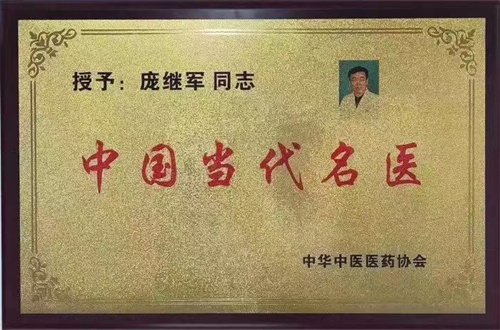 授予：庞继军 同志
中国当代名医
中华中医医药协会